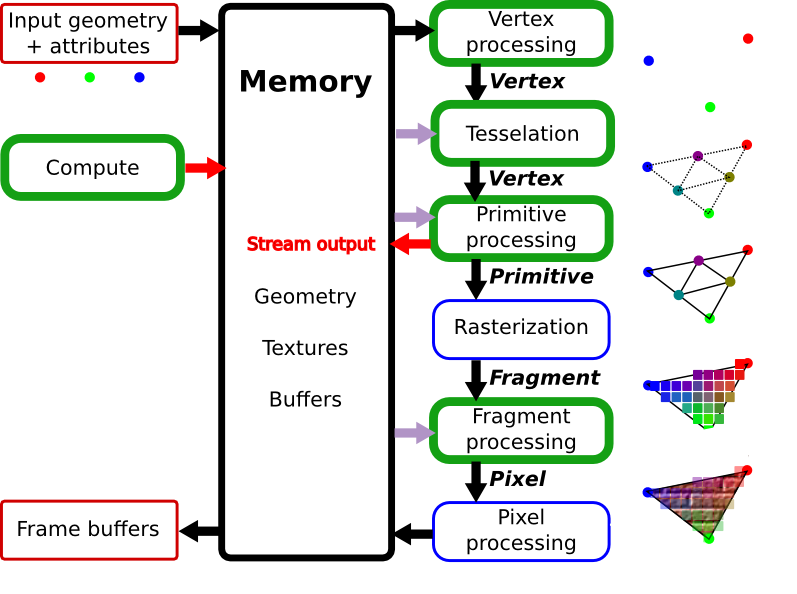 Input geometry
+ attributes
Compute
Frame buffers
Memory
Stream output
Geometry
Textures
Buffers
Vertex
processing
Vertex
Tesselation
Vertex
Primitive
processing
Primitive
Rasterization
Fragment
Fragment
processing
Pixel
Pixel
processing